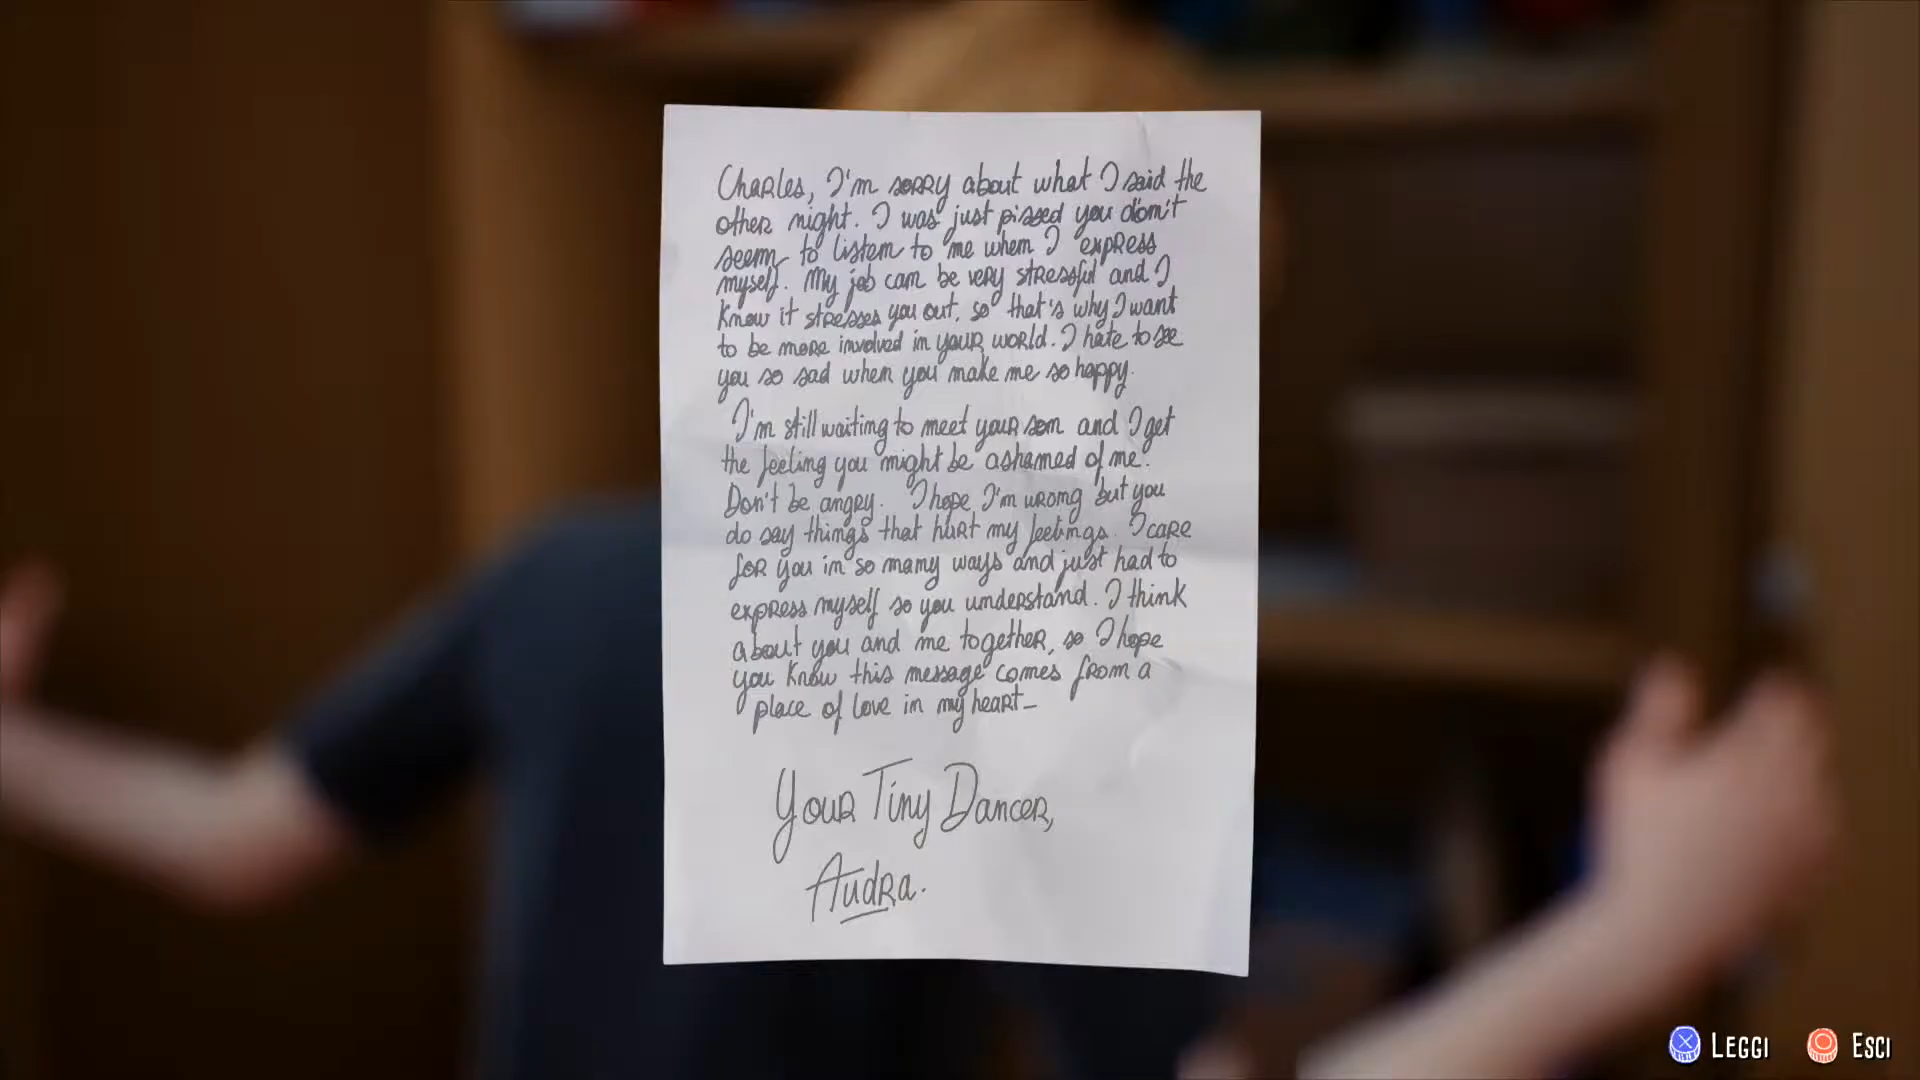 Charles, I'm sorry about what I said the
other night. I was just pissed you don't
seem to listen to me when I express
myself. My job can be very stressful and I
know it stresses you out, so that's why I want
to be more involved in your world. I hate to see
you so sad when you make me so happy.
I'm still waiting to meet your son and I get
the feeling you might be ashamed of me.
Don't be angry. I hope I'm wrong but you
do say things that hurt my feelings. I care
for you in so many ways and just had to
express myself so you understand. I think
about you and me together, so I hope
you know this message comes from a
place of love in my heart_
Your Tiny Dancer,
Audra.
Leggi
Esci